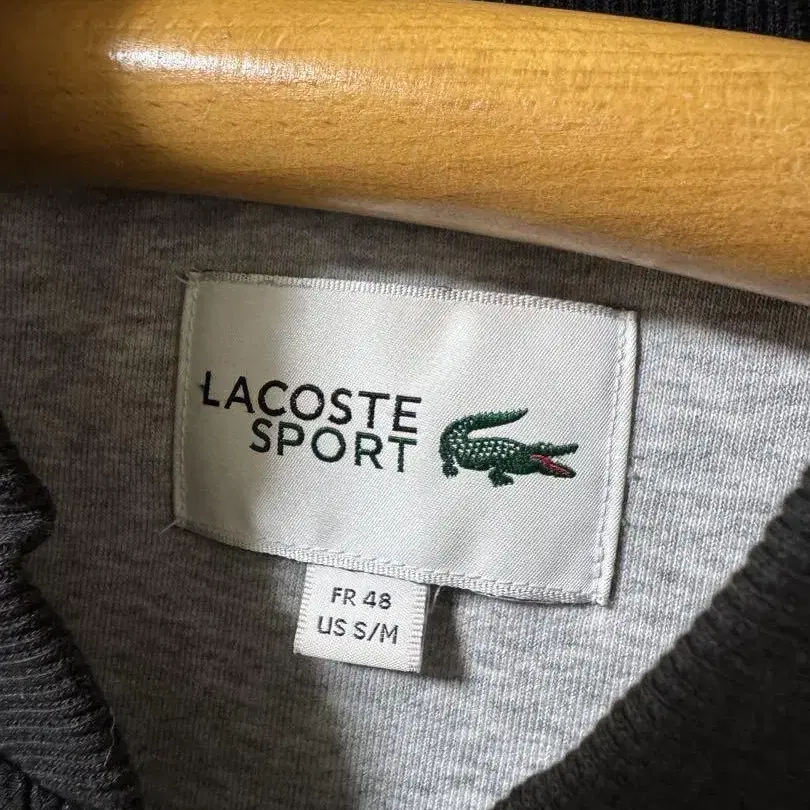 LACOSTE
SPORT
FR 48
US S/M